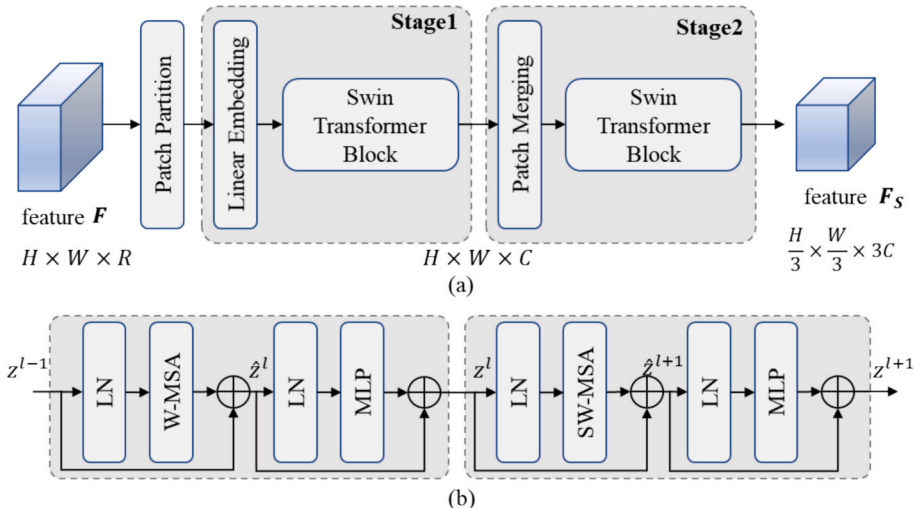 Stage1
Stage2
Patch Partition
Linear Embedding
Swin
Transformer
Block
Patch Merging
Swin
Transformer
Block
feature F
feature F_S
H × W × R
H × W × C
H/3 × W/3 × 3C
(a)
z^{l-1}
LN
W-MSA
ẑ^l
LN
MLP
z^l
LN
SW-MSA
ẑ^{l+1}
LN
MLP
z^{l+1}
(b)